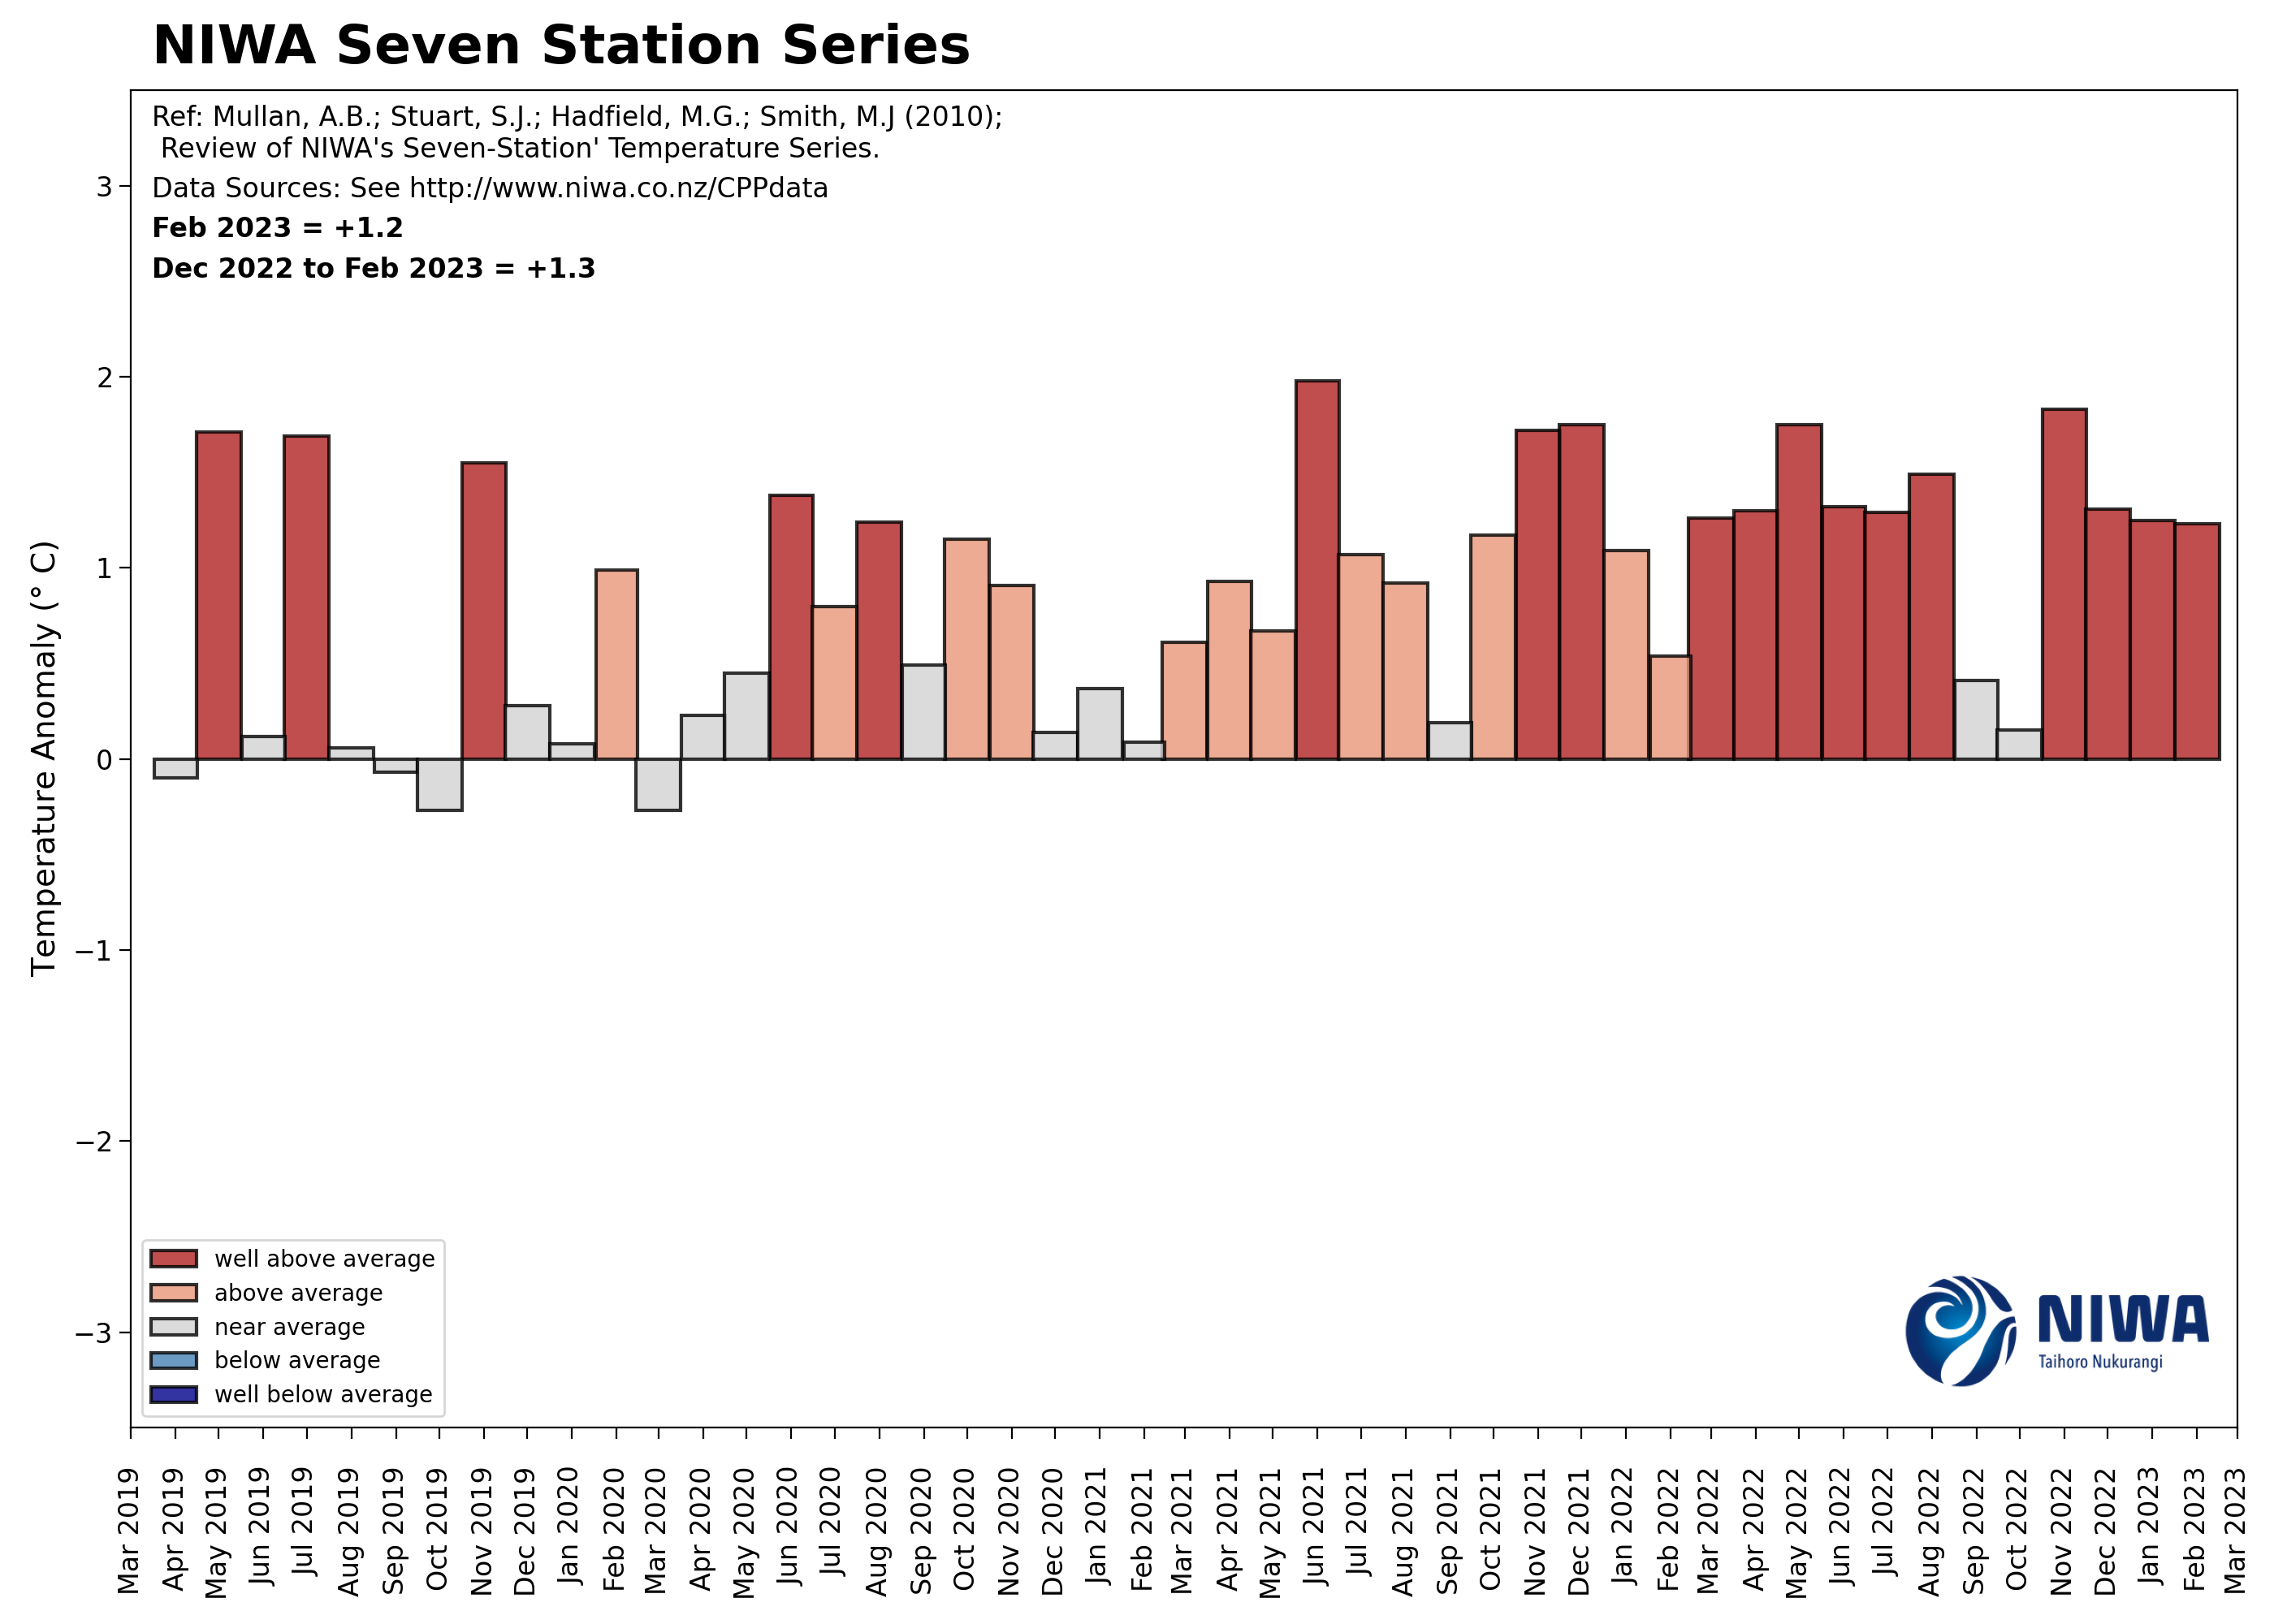 NIWA Seven Station Series
Ref: Mullan, A.B.; Stuart, S.J.; Hadfield, M.G.; Smith, M.J (2010);
Review of NIWA's Seven-Station' Temperature Series.
Data Sources: See http://www.niwa.co.nz/CPPdata
Feb 2023 = +1.2
Dec 2022 to Feb 2023 = +1.3
Temperature Anomaly (° C)
3
2
1
0
−1
−2
−3
well above average
above average
near average
below average
well below average
NIWA
Taihoro Nukurangi
Mar 2019
Apr 2019
May 2019
Jun 2019
Jul 2019
Aug 2019
Sep 2019
Oct 2019
Nov 2019
Dec 2019
Jan 2020
Feb 2020
Mar 2020
Apr 2020
May 2020
Jun 2020
Jul 2020
Aug 2020
Sep 2020
Oct 2020
Nov 2020
Dec 2020
Jan 2021
Feb 2021
Mar 2021
Apr 2021
May 2021
Jun 2021
Jul 2021
Aug 2021
Sep 2021
Oct 2021
Nov 2021
Dec 2021
Jan 2022
Feb 2022
Mar 2022
Apr 2022
May 2022
Jun 2022
Jul 2022
Aug 2022
Sep 2022
Oct 2022
Nov 2022
Dec 2022
Jan 2023
Feb 2023
Mar 2023